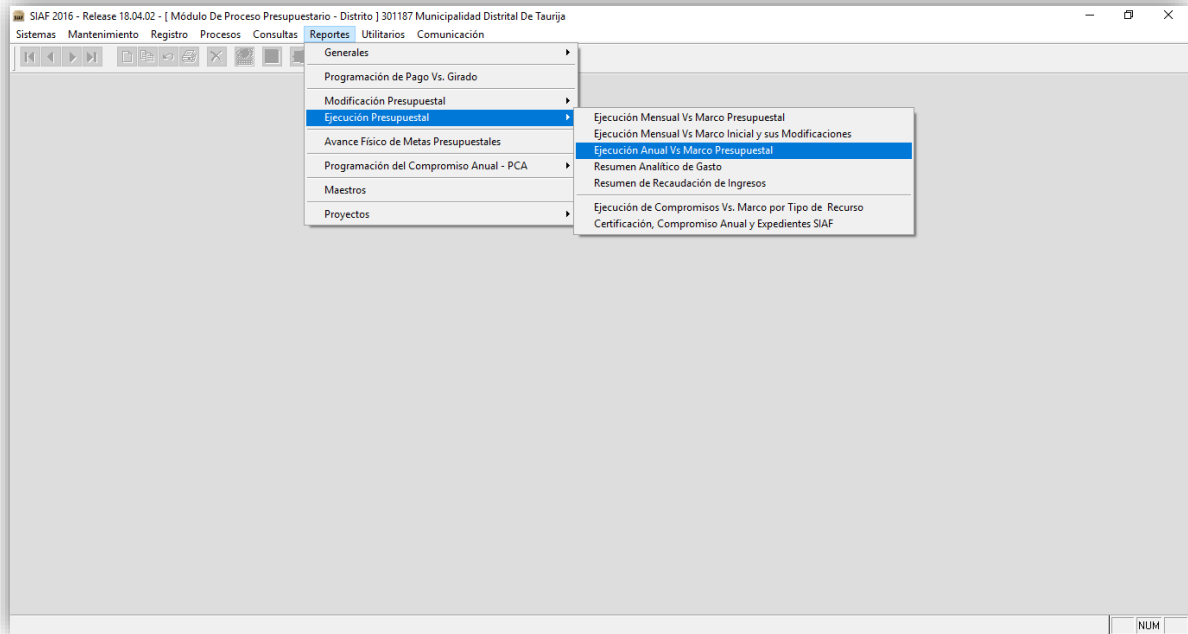 SIAF 2016 - Release 18.04.02 - [ Módulo De Proceso Presupuestario - Distrito ] 301187 Municipalidad Distrital De Taurija
Sistemas Mantenimiento Registro Procesos Consultas Reportes Utilitarios Comunicación
Generales
Programación de Pago Vs. Girado
Modificación Presupuestal
Ejecución Presupuestal
Avance Físico de Metas Presupuestales
Programación del Compromiso Anual - PCA
Maestros
Proyectos
Ejecución Mensual Vs Marco Presupuestal
Ejecución Mensual Vs Marco Inicial y sus Modificaciones
Ejecución Anual Vs Marco Presupuestal
Resumen Analítico de Gasto
Resumen de Recaudación de Ingresos
Ejecución de Compromisos Vs. Marco por Tipo de Recurso
Certificación, Compromiso Anual y Expedientes SIAF
NUM